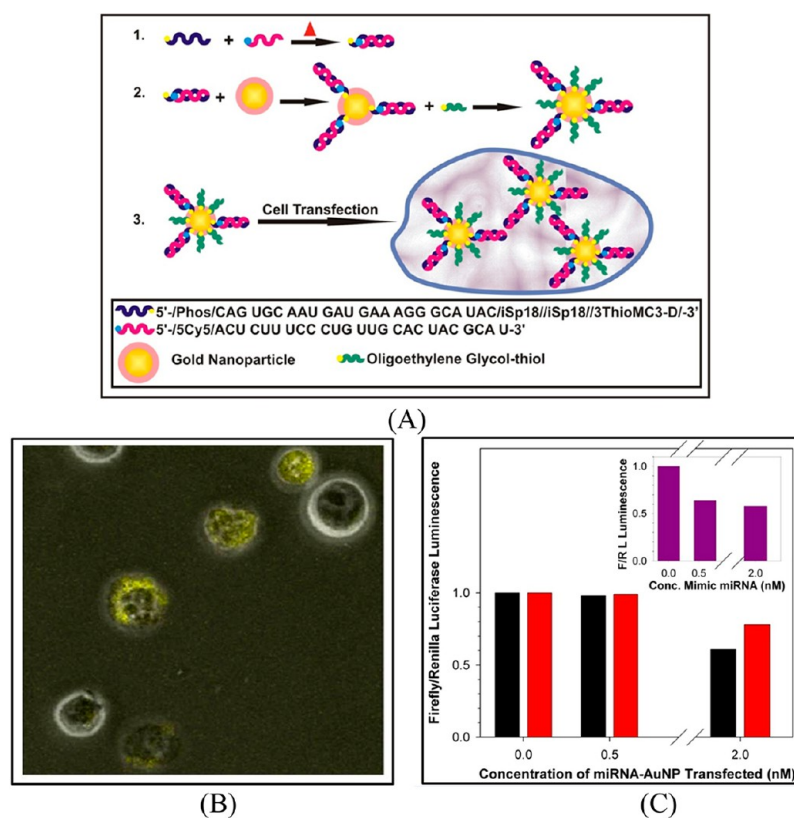 1.
+
2.
+
+
3.
Cell Transfection
5'-/Phos/CAG UGC AAU GAU GAA AGG GCA UAC/iSp18//iSp18//3ThioMC3-D/-3'
5'-/5Cy5/ACU CUU UCC CUG UUG CAC UAC GCA U-3'
Gold Nanoparticle
Oligoethylene Glycol-thiol
(A)
(B)
Firefly/Renilla Luciferase Luminescence
1.0
0.5
0.0
0.0
0.5
2.0
Concentration of miRNA-AuNP Transfected (nM)
F/R L Luminescence
1.0
0.5
0.0
0.0
0.5
2.0
Conc. Mimic miRNA (nM)
(C)